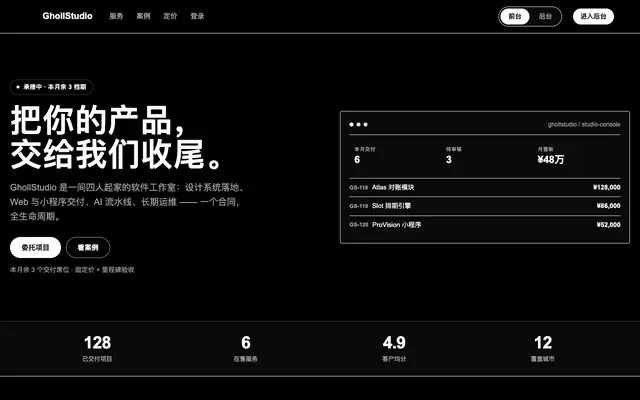 GhollStudio
服务
案例
定价
登录
前台
后台
进入后台
承接中 · 本月余 3 档期
把你的产品，
交给我们收尾。
GhollStudio 是一间四人起家的软件工作室：设计系统落地、
Web 与小程序交付、AI 流水线、长期运维 —— 一个合同，
全生命周期。
委托项目
看案例
本月余 3 个交付席位 · 固定价 + 里程碑验收
ghollstudio / studio-console
本月交付
6
待审稿
3
月营收
¥48万
GS-118 Atlas 对账模块 ¥128,000
GS-119 Slot 排期引擎 ¥86,000
GS-120 ProVision 小程序 ¥52,000
128
已交付项目
6
在售服务
4.9
客户均分
12
覆盖城市